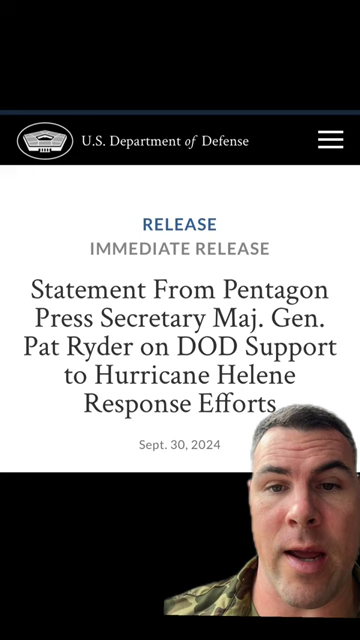 U.S. Department of Defense
RELEASE
IMMEDIATE RELEASE
Statement From Pentagon
Press Secretary Maj. Gen.
Pat Ryder on DOD Support
to Hurricane Helene
Response Efforts
Sept. 30, 2024